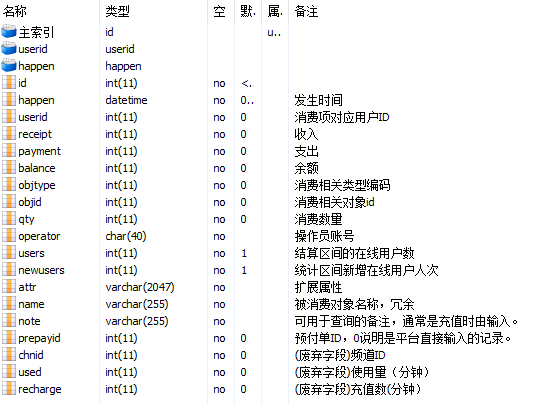 名称 类型 空 默. 属. 备注
主索引 id u..
userid userid
happen happen
id int(11) no <..
happen datetime no 0.. 发生时间
userid int(11) no 0 消费项对应用户ID
receipt int(11) no 0 收入
payment int(11) no 0 支出
balance int(11) no 0 余额
objtype int(11) no 0 消费相关类型编码
objid int(11) no 0 消费相关对象id
qty int(11) no 0 消费数量
operator char(40) no 操作员账号
users int(11) no 1 结算区间的在线用户数
newusers int(11) no 1 统计区间新增在线用户人次
attr varchar(2047) no 扩展属性
name varchar(255) no 被消费对象名称，冗余
note varchar(255) no 可用于查询的备注，通常是充值时由输入。
prepayid int(11) no 0 预付单ID，0说明是平台直接输入的记录。
chnid int(11) no 0 (废弃字段)频道ID
used int(11) no 0 (废弃字段)使用量（分钟）
recharge int(11) no 0 (废弃字段)充值数(分钟）